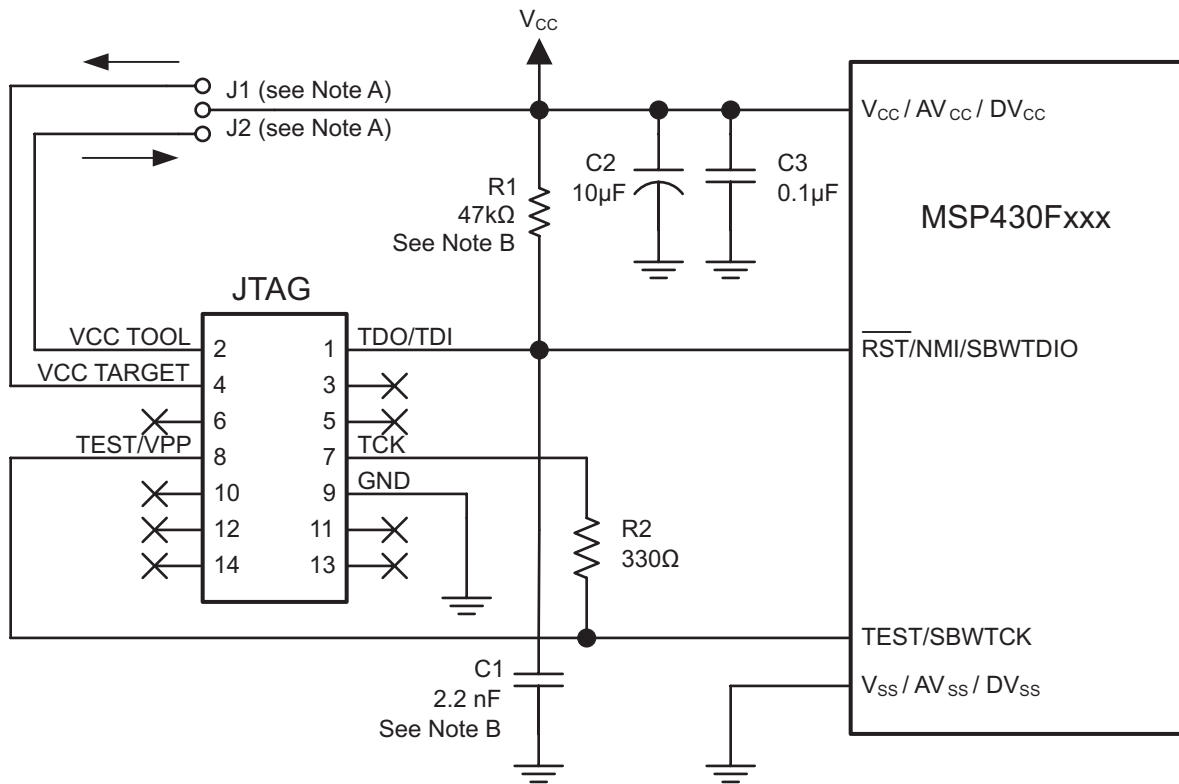 VCC
J1 (see Note A)
J2 (see Note A)
VCC / AVCC / DVCC
C2
10µF
C3
0.1µF
R1
47kΩ
See Note B
MSP430Fxxx
JTAG
VCC TOOL
2
1
TDO/TDI
RST/NMI/SBWTDIO
VCC TARGET
4
3
6
5
TEST/VPP
8
7
TCK
10
9
GND
12
11
14
13
R2
330Ω
TEST/SBWTCK
C1
2.2 nF
See Note B
VSS / AVSS / DVSS